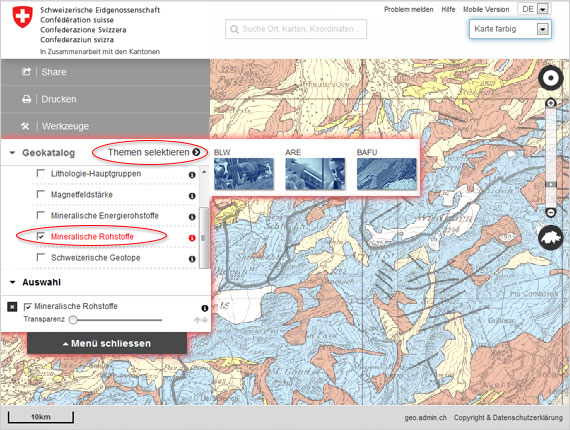 Schweizerische Eidgenossenschaft
Confédération suisse
Confederazione Svizzera
Confederaziun svizra
In Zusammenarbeit mit den Kantonen
Problem melden Hilfe Mobile Version DE
Suche Ort, Karten, Koordinaten ...
Karte farbig
Share
Drucken
Werkzeuge
Geokatalog Themen selektieren
BLW ARE BAFU
Lithologie-Hauptgruppen
Magnetfeldstärke
Mineralische Energierohstoffe
Mineralische Rohstoffe
Schweizerische Geotope
Auswahl
Mineralische Rohstoffe
Transparenz
Menü schliessen
10km
geo.admin.ch Copyright & Datenschutzerklärung